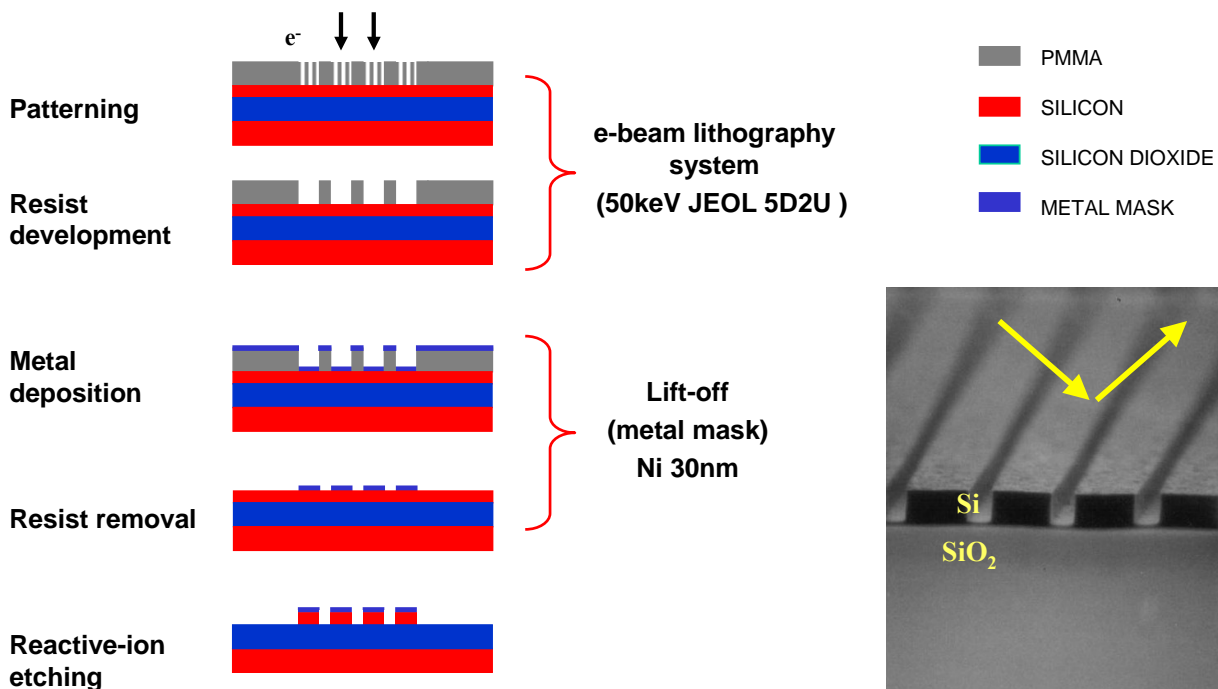 e-
Patterning
Resist
development
e-beam lithography
system
(50keV JEOL 5D2U )
Metal
deposition
Resist removal
Lift-off
(metal mask)
Ni 30nm
Reactive-ion
etching
PMMA
SILICON
SILICON DIOXIDE
METAL MASK
Si
SiO₂